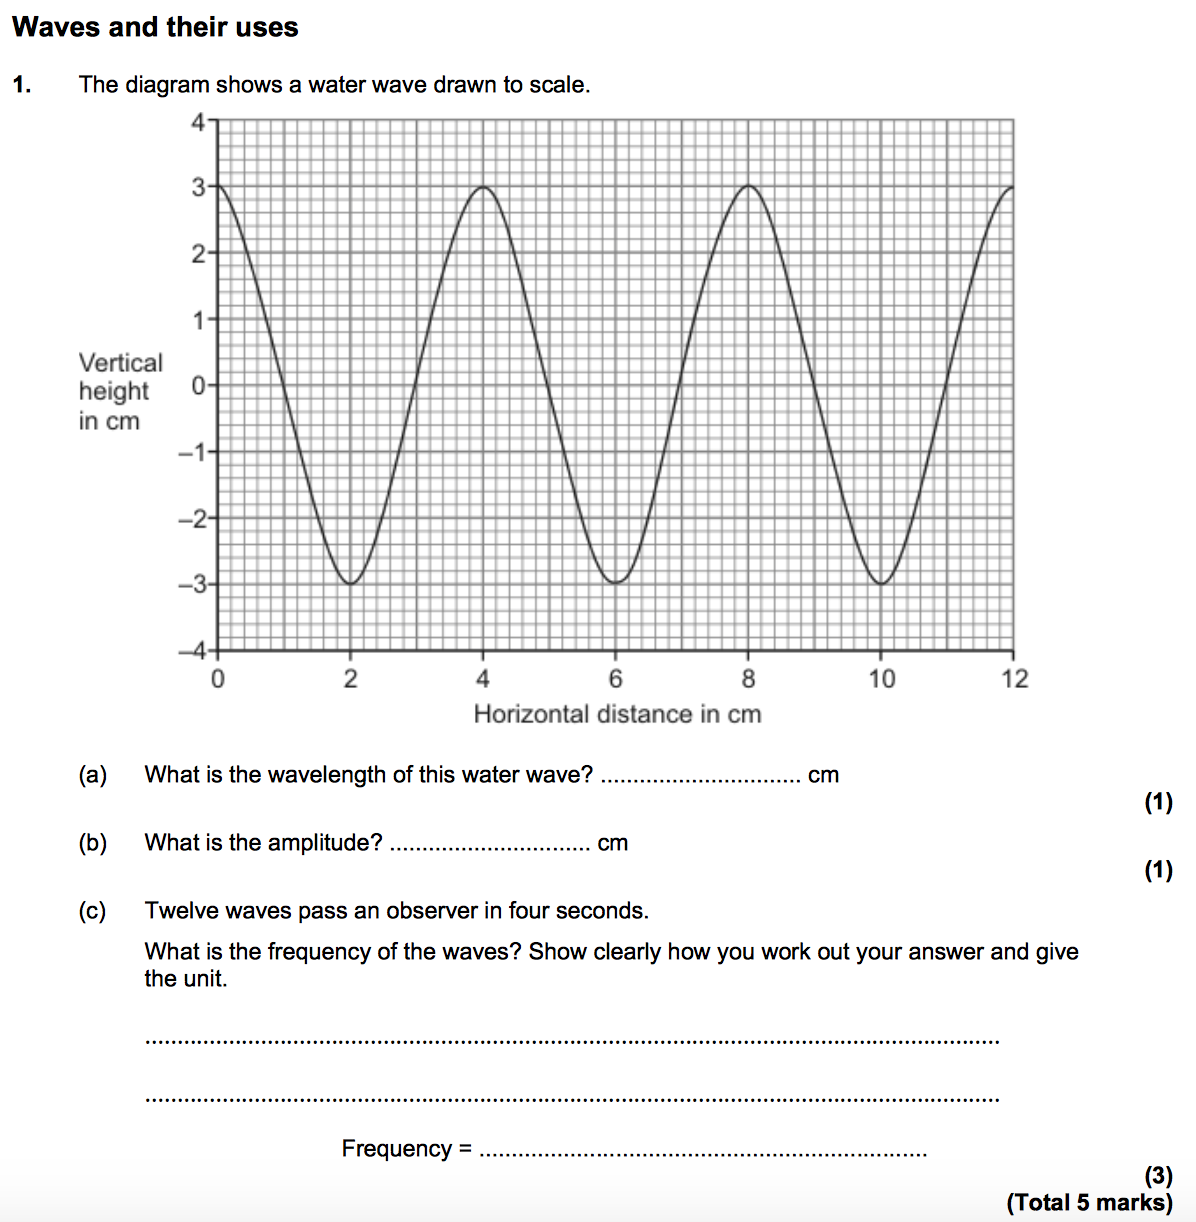 Waves and their uses
1. The diagram shows a water wave drawn to scale.
4
3
2
1
Vertical
height
in cm
0
–1
–2
–3
–4
0 2 4 6 8 10 12
Horizontal distance in cm
(a) What is the wavelength of this water wave? ............................... cm
(1)
(b) What is the amplitude? ............................... cm
(1)
(c) Twelve waves pass an observer in four seconds.
What is the frequency of the waves? Show clearly how you work out your answer and give
the unit.
Frequency = ......................................................................
(3)
(Total 5 marks)